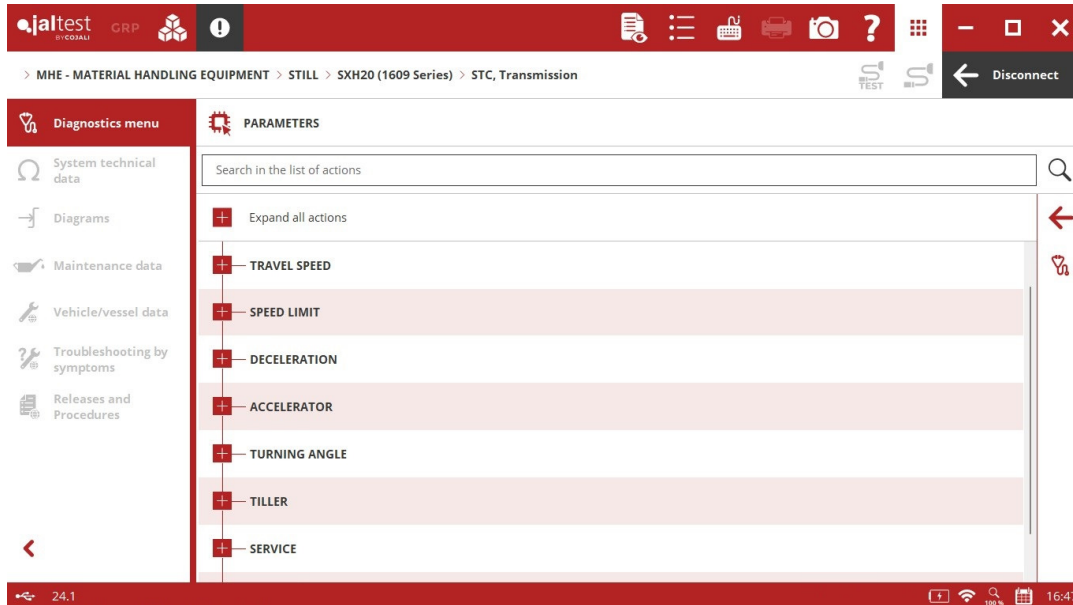 jaltest GRP
BY COJALI
> MHE - MATERIAL HANDLING EQUIPMENT > STILL > SXH20 (1609 Series) > STC, Transmission
TEST
Disconnect
Diagnostics menu
PARAMETERS
System technical
data
Search in the list of actions
Diagrams
Expand all actions
Maintenance data
TRAVEL SPEED
Vehicle/vessel data
SPEED LIMIT
Troubleshooting by
symptoms
DECELERATION
Releases and
Procedures
ACCELERATOR
TURNING ANGLE
TILLER
SERVICE
24.1
100 %
16:47